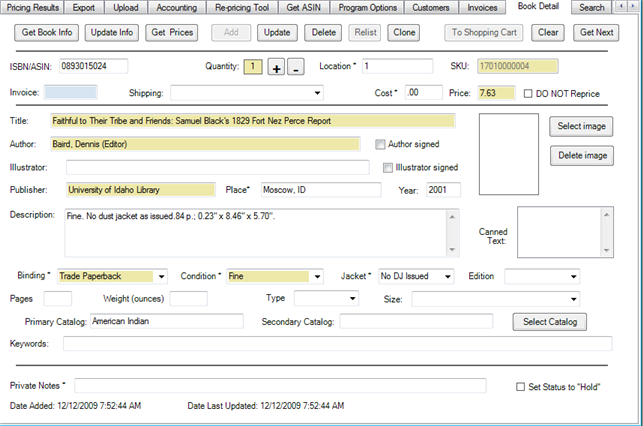 Pricing Results Export Upload Accounting Re-pricing Tool Get ASIN Program Options Customers Invoices Book Detail Search
Get Book Info Update Info Get Prices Add Update Delete Relist Clone To Shopping Cart Clear Get Next
ISBN/ASIN: 0893015024 Quantity: 1 + - Location * 1 SKU: 17010000004
Invoice: Shipping: Cost * .00 Price: 7.63 DO NOT Reprice
Title: Faithful to Their Tribe and Friends: Samuel Black's 1829 Fort Nez Perce Report Select image
Author: Baird, Dennis (Editor) Author signed
Delete image
Illustrator: Illustrator signed
Publisher: University of Idaho Library Place* Moscow, ID Year: 2001
Description: Fine. No dust jacket as issued.84 p.; 0.23" x 8.46" x 5.70".
Canned Text:
Binding * Trade Paperback Condition * Fine Jacket * No DJ Issued Edition
Pages Weight (ounces) Type Size:
Primary Catalog: American Indian Secondary Catalog: Select Catalog
Keywords:
Private Notes * Set Status to "Hold"
Date Added: 12/12/2009 7:52:44 AM Date Last Updated: 12/12/2009 7:52:44 AM